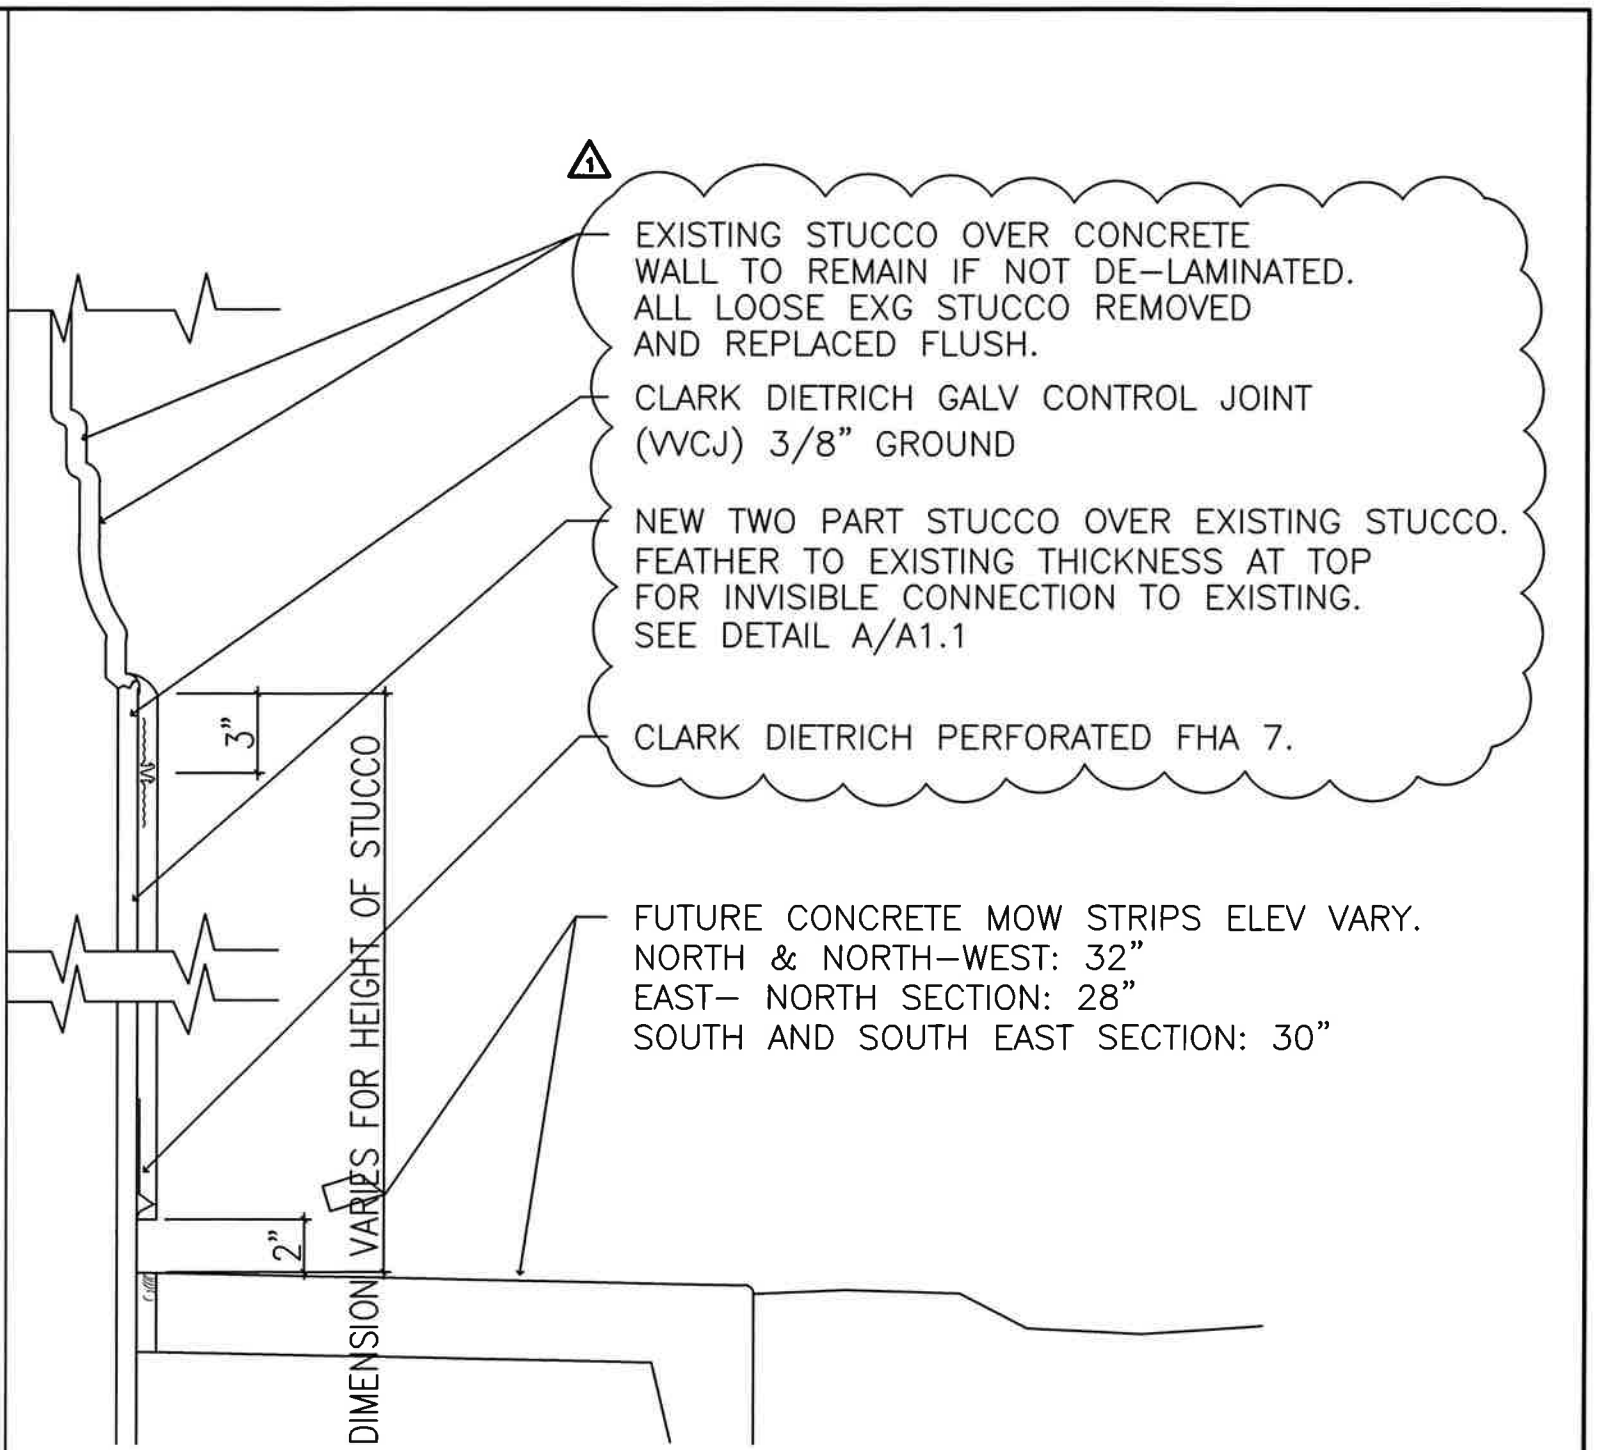 1
EXISTING STUCCO OVER CONCRETE
WALL TO REMAIN IF NOT DE-LAMINATED.
ALL LOOSE EXG STUCCO REMOVED
AND REPLACED FLUSH.
CLARK DIETRICH GALV CONTROL JOINT
(VVCJ) 3/8" GROUND
NEW TWO PART STUCCO OVER EXISTING STUCCO.
FEATHER TO EXISTING THICKNESS AT TOP
FOR INVISIBLE CONNECTION TO EXISTING.
SEE DETAIL A/A1.1
CLARK DIETRICH PERFORATED FHA 7.
3"
DIMENSION VARIES FOR HEIGHT OF STUCCO
FUTURE CONCRETE MOW STRIPS ELEV VARY.
NORTH & NORTH-WEST: 32"
EAST- NORTH SECTION: 28"
SOUTH AND SOUTH EAST SECTION: 30"
2"